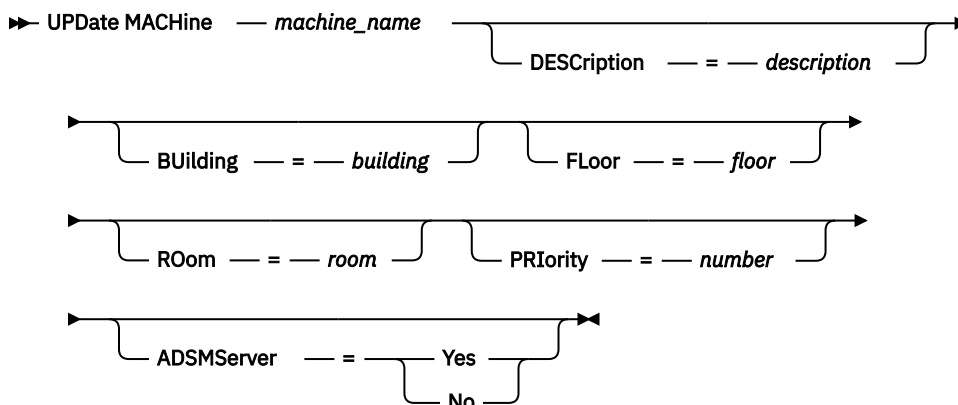 UPDate MACHine machine_name
DESCription = description
BUilding = building FLoor = floor
ROom = room PRIority = number
ADSMServer = Yes
No